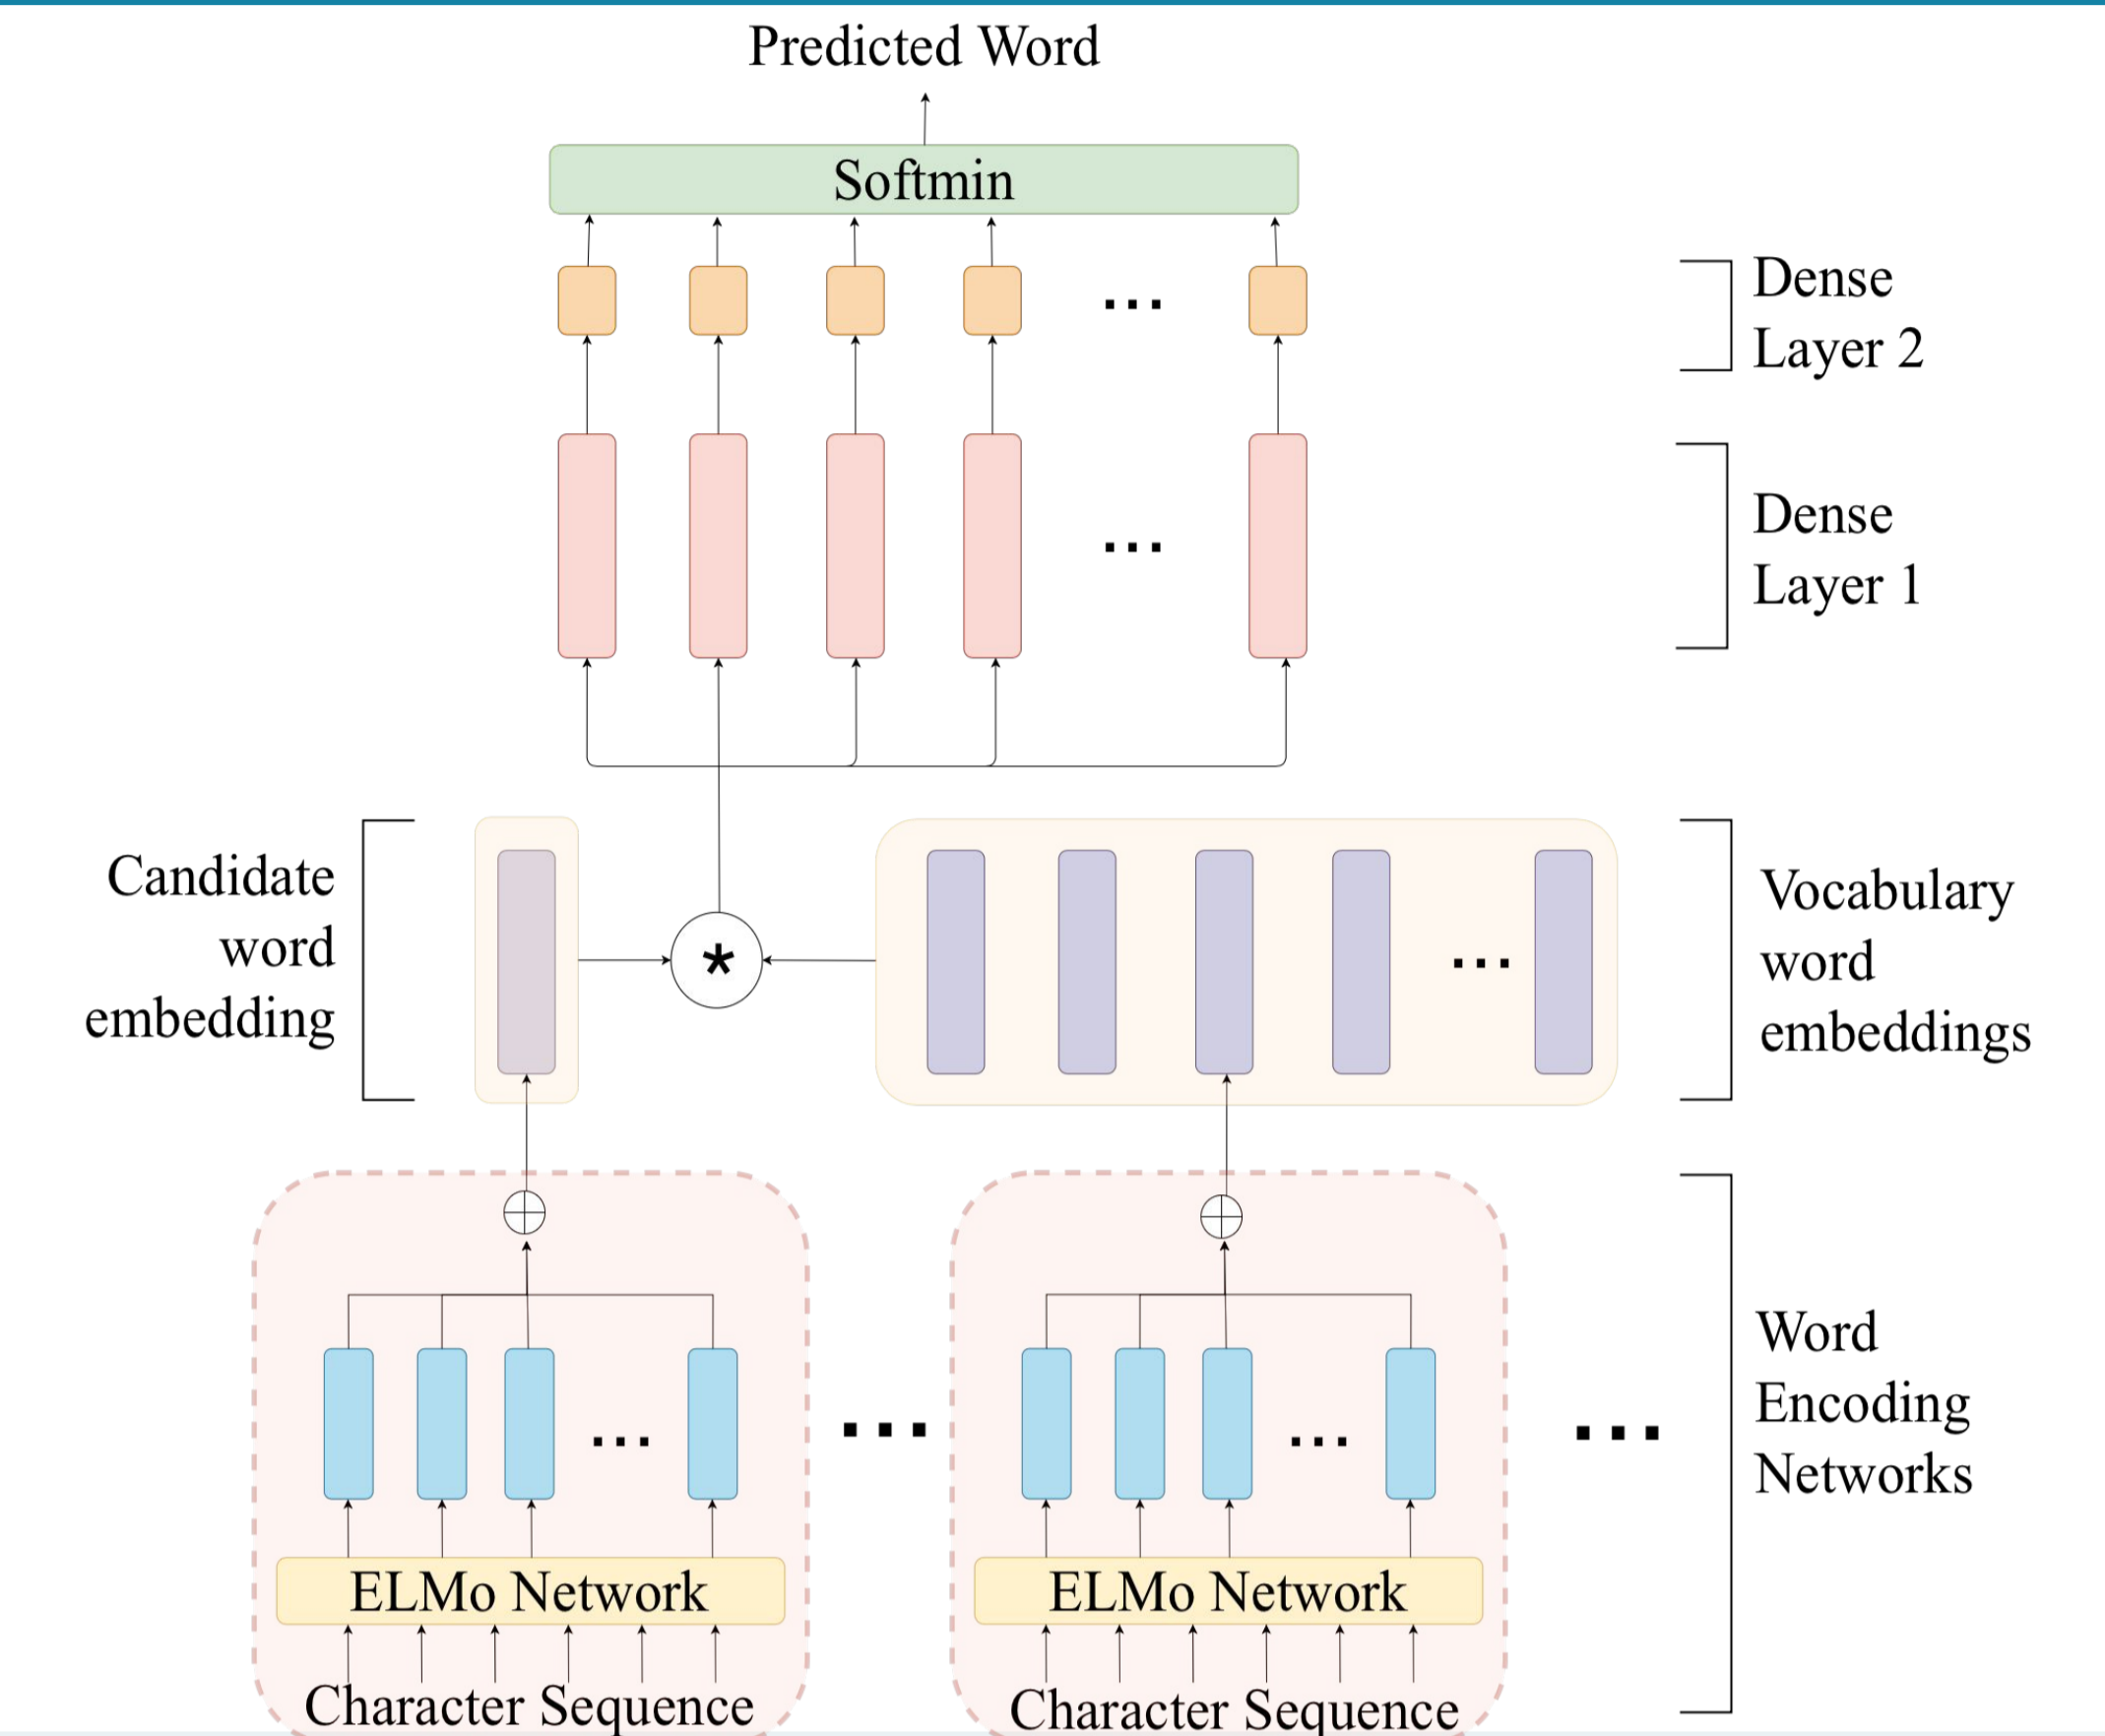 Predicted Word
Softmin
Dense
Layer 2
Dense
Layer 1
Candidate
word
embedding
*
Vocabulary
word
embeddings
Word
Encoding
Networks
ELMo Network
ELMo Network
Character Sequence
Character Sequence